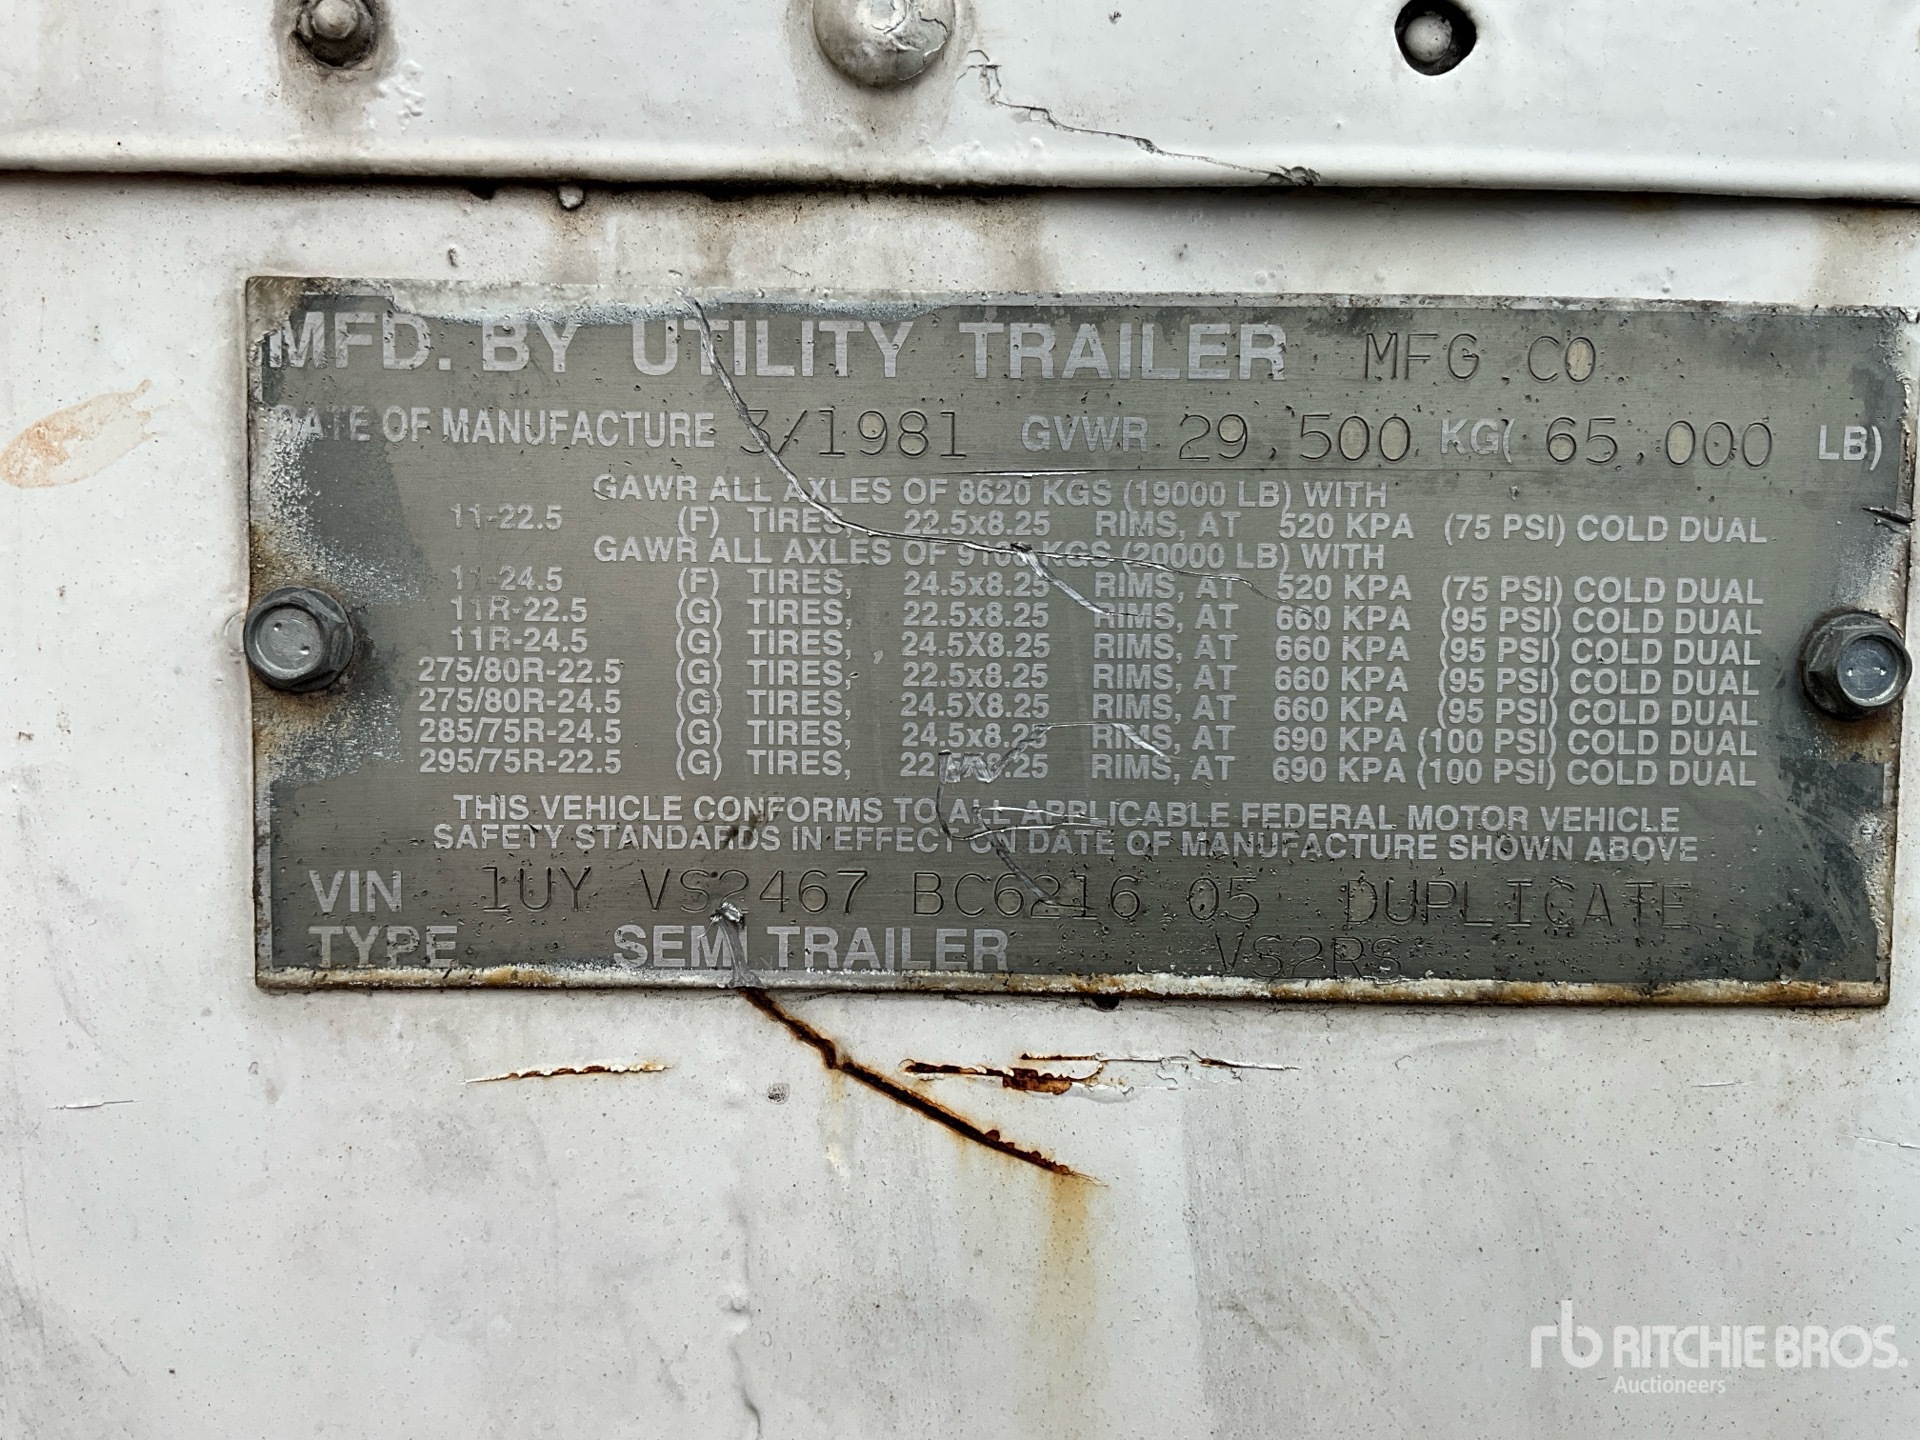 MFD. BY UTILITY TRAILER MFG. CO
DATE OF MANUFACTURE 3/1981 GVWR 29,500 KG( 65,000 LB)
GAWR ALL AXLES OF 8620 KGS (19000 LB) WITH
11-22.5 (F) TIRES, 22.5x8.25 RIMS, AT 520 KPA (75 PSI) COLD DUAL
GAWR ALL AXLES OF 9100 KGS (20000 LB) WITH
11-24.5 (F) TIRES, 24.5x8.25 RIMS, AT 520 KPA (75 PSI) COLD DUAL
11R-22.5 (G) TIRES, 22.5x8.25 RIMS, AT 660 KPA (95 PSI) COLD DUAL
11R-24.5 (G) TIRES, 24.5X8.25 RIMS, AT 660 KPA (95 PSI) COLD DUAL
275/80R-22.5 (G) TIRES, 22.5x8.25 RIMS, AT 660 KPA (95 PSI) COLD DUAL
275/80R-24.5 (G) TIRES, 24.5X8.25 RIMS, AT 660 KPA (95 PSI) COLD DUAL
285/75R-24.5 (G) TIRES, 24.5x8.25 RIMS, AT 690 KPA (100 PSI) COLD DUAL
295/75R-22.5 (G) TIRES, 22.5x8.25 RIMS, AT 690 KPA (100 PSI) COLD DUAL
THIS VEHICLE CONFORMS TO ALL APPLICABLE FEDERAL MOTOR VEHICLE
SAFETY STANDARDS IN EFFECT ON DATE OF MANUFACTURE SHOWN ABOVE
VIN 1UY VS2467 BC6216 05 DUPLICATE
TYPE SEMI TRAILER VS2RS
rb RITCHIE BROS.
Auctioneers